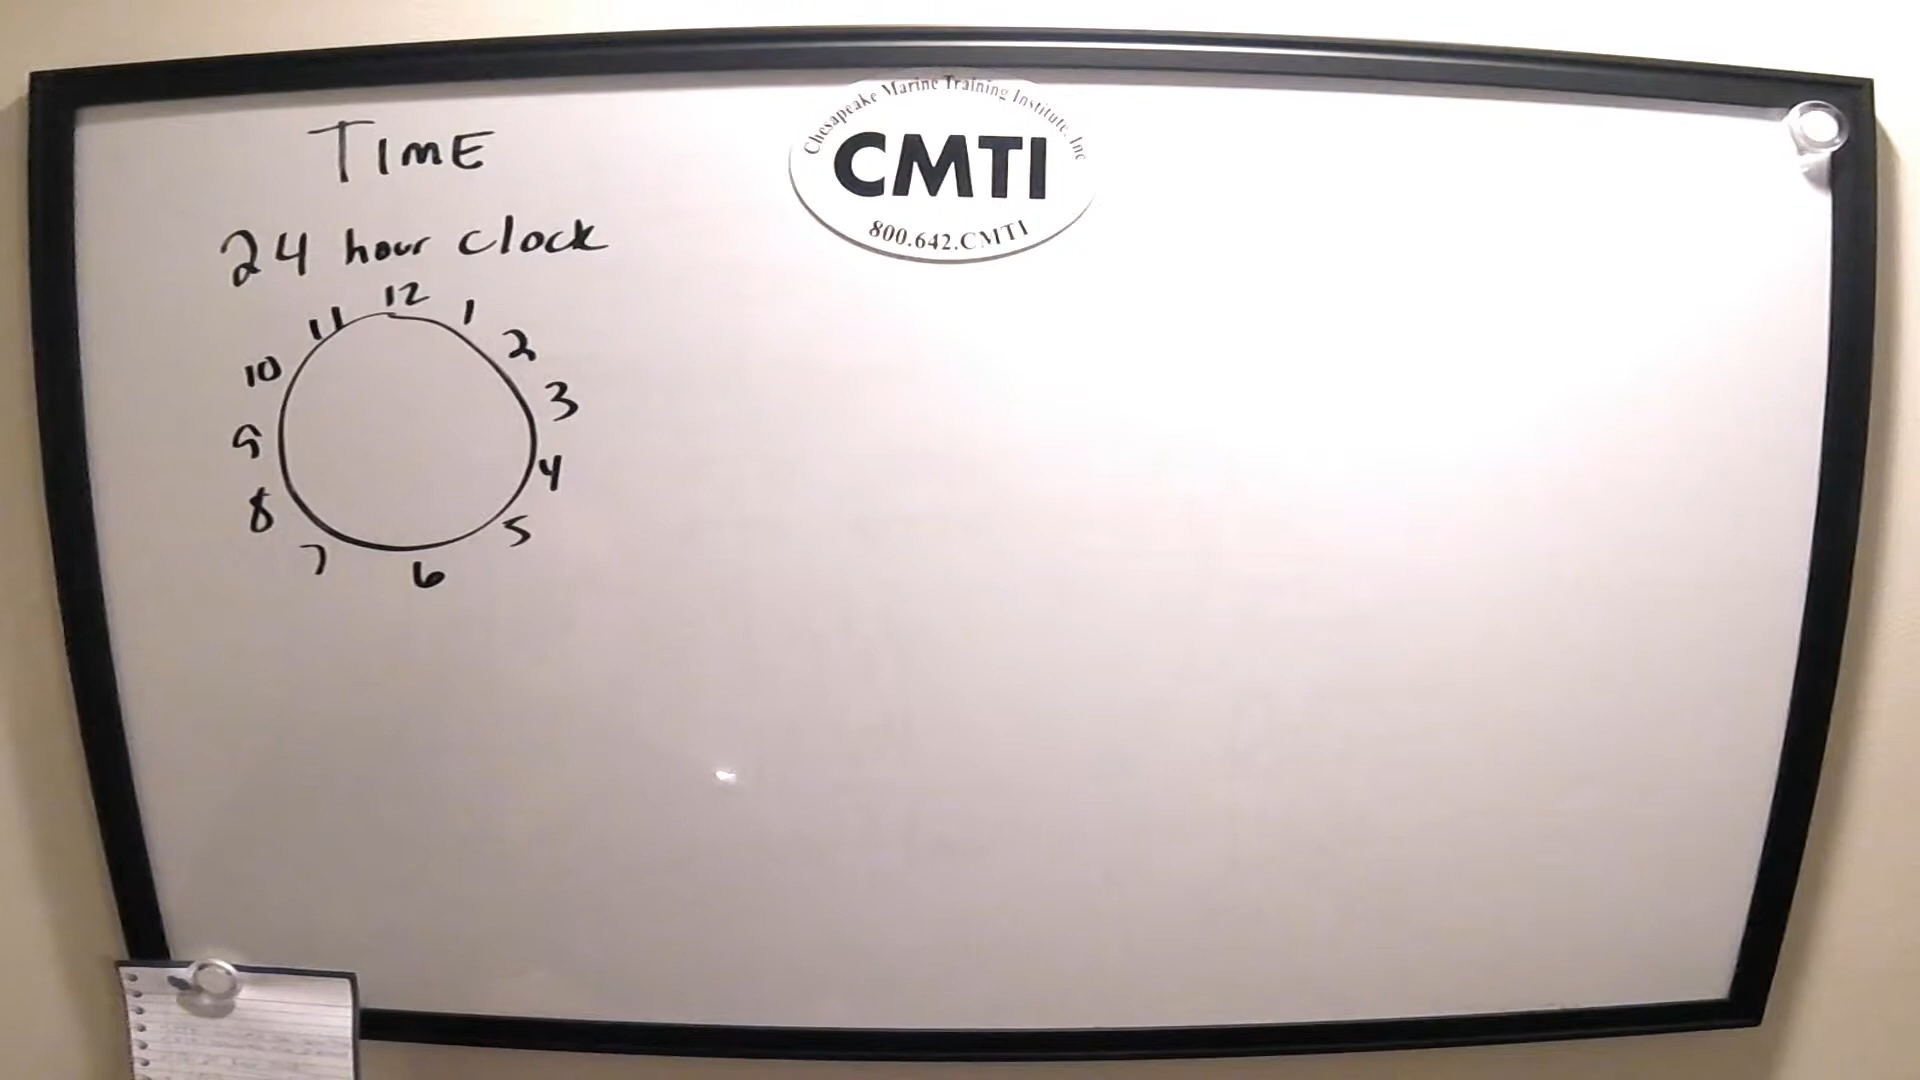 TIME
24 hour clock
12
1
2
3
4
5
6
7
8
9
10
11
Chesapeake Marine Training Institute, Inc
CMTI
800.642.CMTI